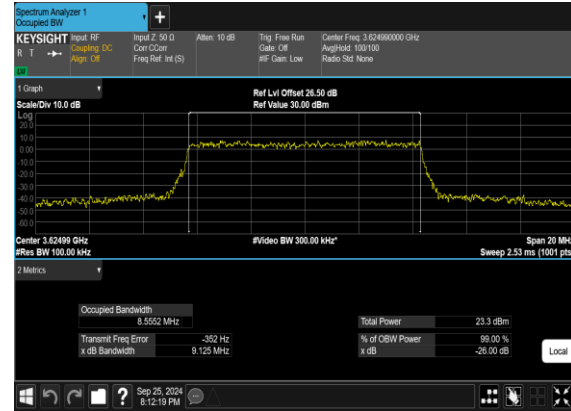 Spectrum Analyzer 1
Occupied BW
+
KEYSIGHT Input: RF Input Z: 50 Ω Atten: 10 dB Trig: Free Run Center Freq: 3.624990000 GHz
R T Coupling: DC Corr CCorr Gate: Off Avg|Hold: 100/100
Align: Off Freq Ref: Int (S) #IF Gain: Low Radio Std: None
LU
1 Graph
Ref Lvl Offset 26.50 dB
Scale/Div 10.0 dB Ref Value 30.00 dBm
Log
20.0
10.0
0.00
-10.0
-20.0
-30.0
-40.0
-50.0
-60.0
Center 3.62499 GHz #Video BW 300.00 kHz* Span 20 MHz
#Res BW 100.00 kHz Sweep 2.53 ms (1001 pts
2 Metrics
Occupied Bandwidth
8.5552 MHz Total Power 23.3 dBm
Transmit Freq Error -352 Hz % of OBW Power 99.00 %
x dB Bandwidth 9.125 MHz x dB -26.00 dB
Local
? Sep 25, 2024
8:12:19 PM